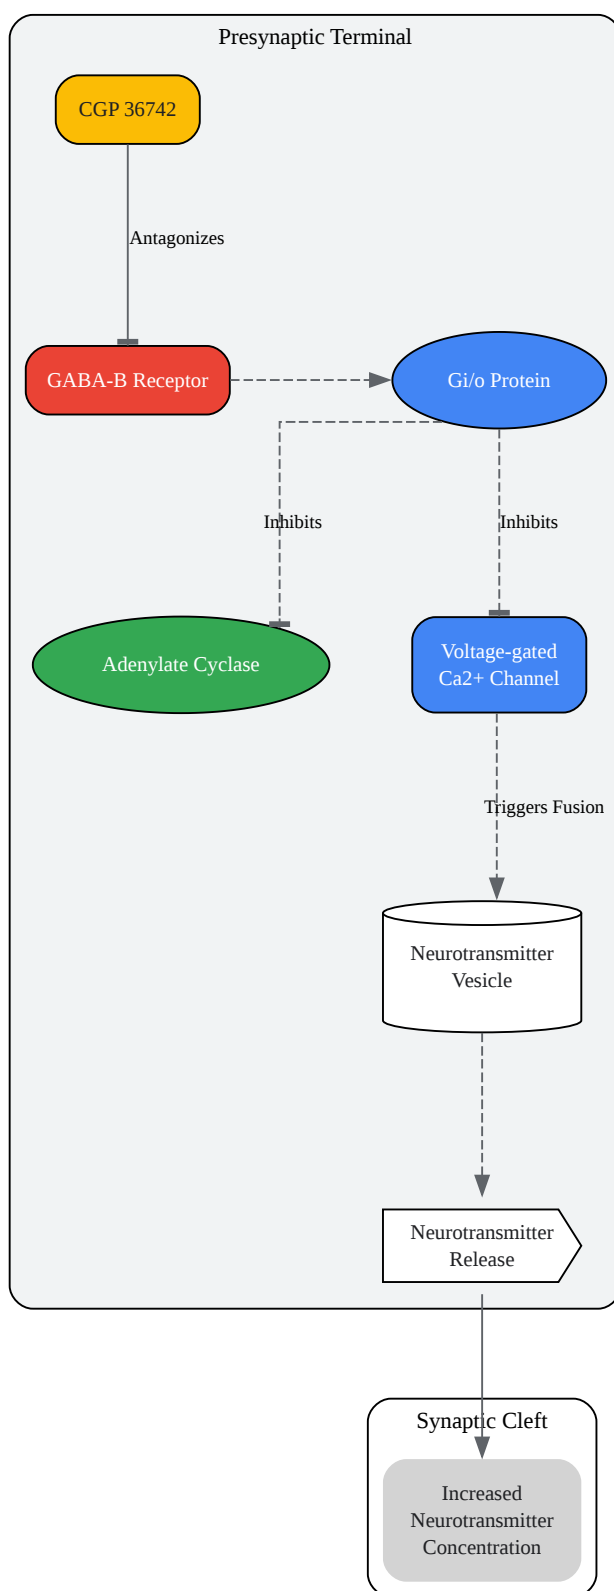 Presynaptic Terminal
CGP 36742
Antagonizes
GABA-B Receptor
Gi/o Protein
Inhibits
Inhibits
Adenylate Cyclase
Voltage-gated
Ca2+ Channel
Triggers Fusion
Neurotransmitter
Vesicle
Neurotransmitter
Release
Synaptic Cleft
Increased
Neurotransmitter
Concentration